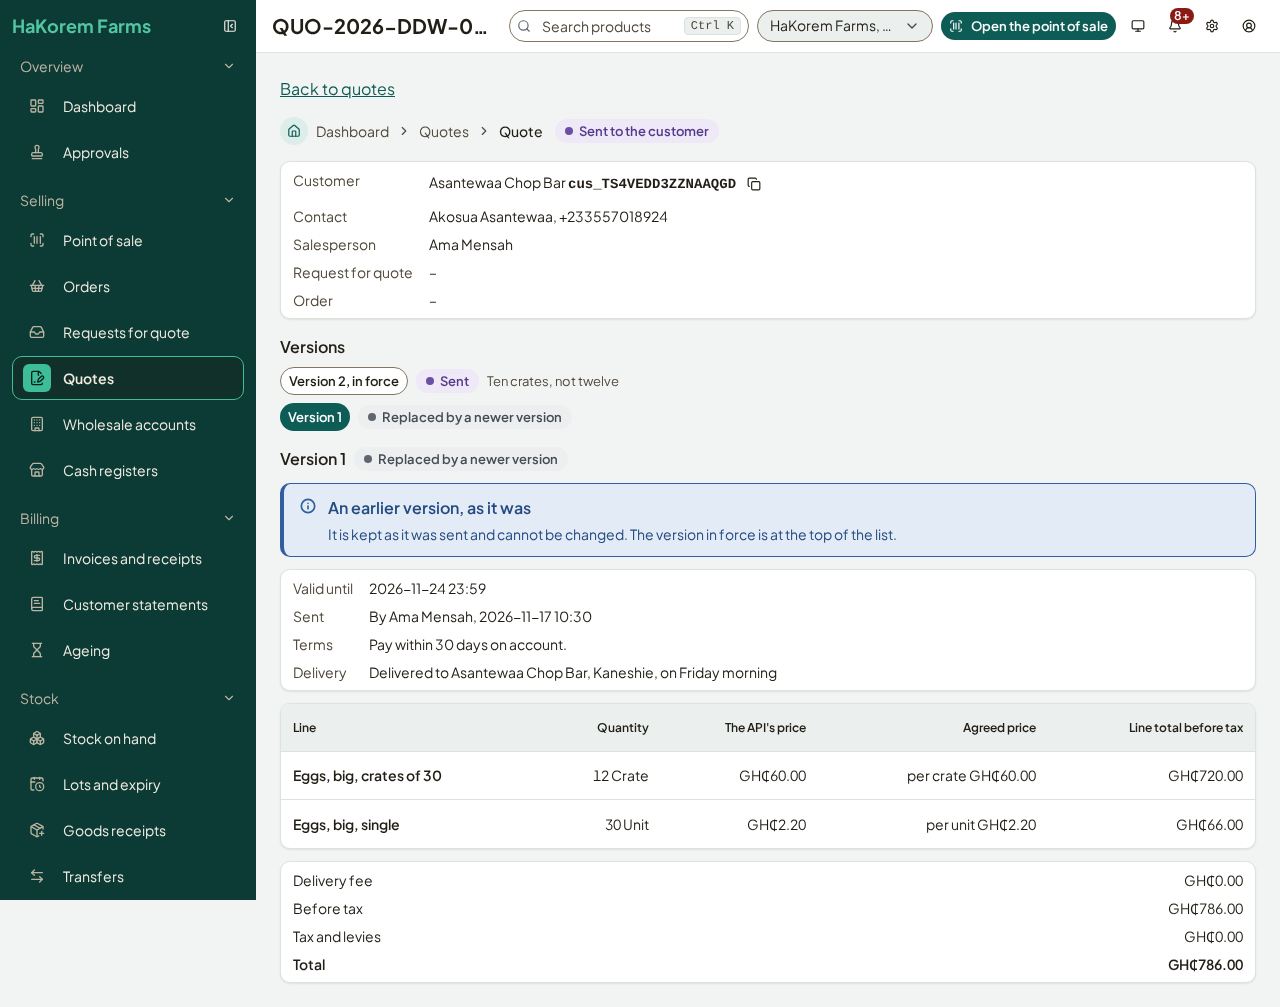 HaKorem Farms
QUO-2026-DDW-0…
Search products
Ctrl K
HaKorem Farms, …
Open the point of sale
8+
Overview
Dashboard
Approvals
Selling
Point of sale
Orders
Requests for quote
Quotes
Wholesale accounts
Cash registers
Billing
Invoices and receipts
Customer statements
Ageing
Stock
Stock on hand
Lots and expiry
Goods receipts
Transfers
Back to quotes
Dashboard > Quotes > Quote Sent to the customer
Customer Asantewaa Chop Bar cus_TS4VEDD3ZZNAAQGD
Contact Akosua Asantewaa, +233557018924
Salesperson Ama Mensah
Request for quote –
Order –
Versions
Version 2, in force Sent Ten crates, not twelve
Version 1 Replaced by a newer version
Version 1 Replaced by a newer version
An earlier version, as it was
It is kept as it was sent and cannot be changed. The version in force is at the top of the list.
Valid until 2026-11-24 23:59
Sent By Ama Mensah, 2026-11-17 10:30
Terms Pay within 30 days on account.
Delivery Delivered to Asantewaa Chop Bar, Kaneshie, on Friday morning
Line Quantity The API's price Agreed price Line total before tax
Eggs, big, crates of 30 12 Crate GH₵60.00 per crate GH₵60.00 GH₵720.00
Eggs, big, single 30 Unit GH₵2.20 per unit GH₵2.20 GH₵66.00
Delivery fee GH₵0.00
Before tax GH₵786.00
Tax and levies GH₵0.00
Total GH₵786.00